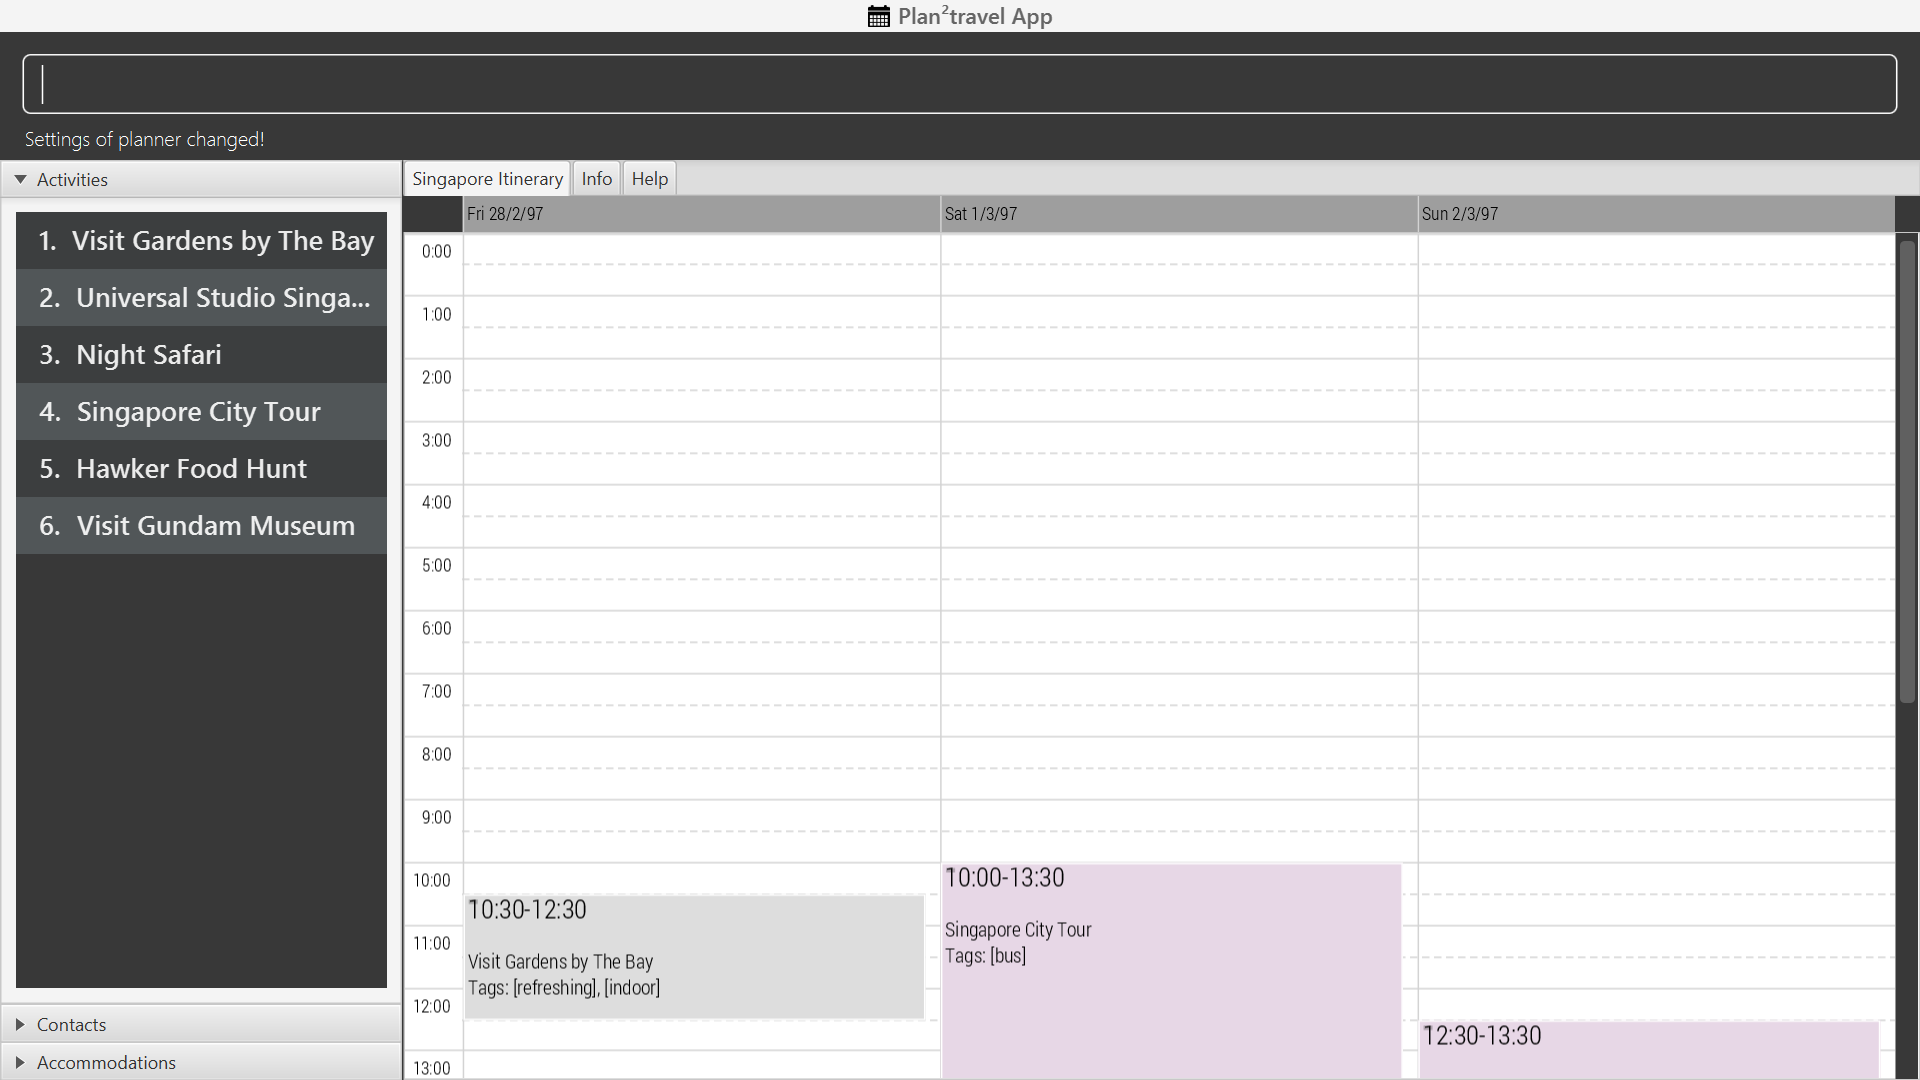 Plan²travel App
Settings of planner changed!
Activities
1. Visit Gardens by The Bay
2. Universal Studio Singa...
3. Night Safari
4. Singapore City Tour
5. Hawker Food Hunt
6. Visit Gundam Museum
Contacts
Accommodations
Singapore Itinerary Info Help
Fri 28/2/97 Sat 1/3/97 Sun 2/3/97
0:00
1:00
2:00
3:00
4:00
5:00
6:00
7:00
8:00
9:00
10:00
11:00
12:00
13:00
10:30-12:30
Visit Gardens by The Bay
Tags: [refreshing], [indoor]
10:00-13:30
Singapore City Tour
Tags: [bus]
12:30-13:30